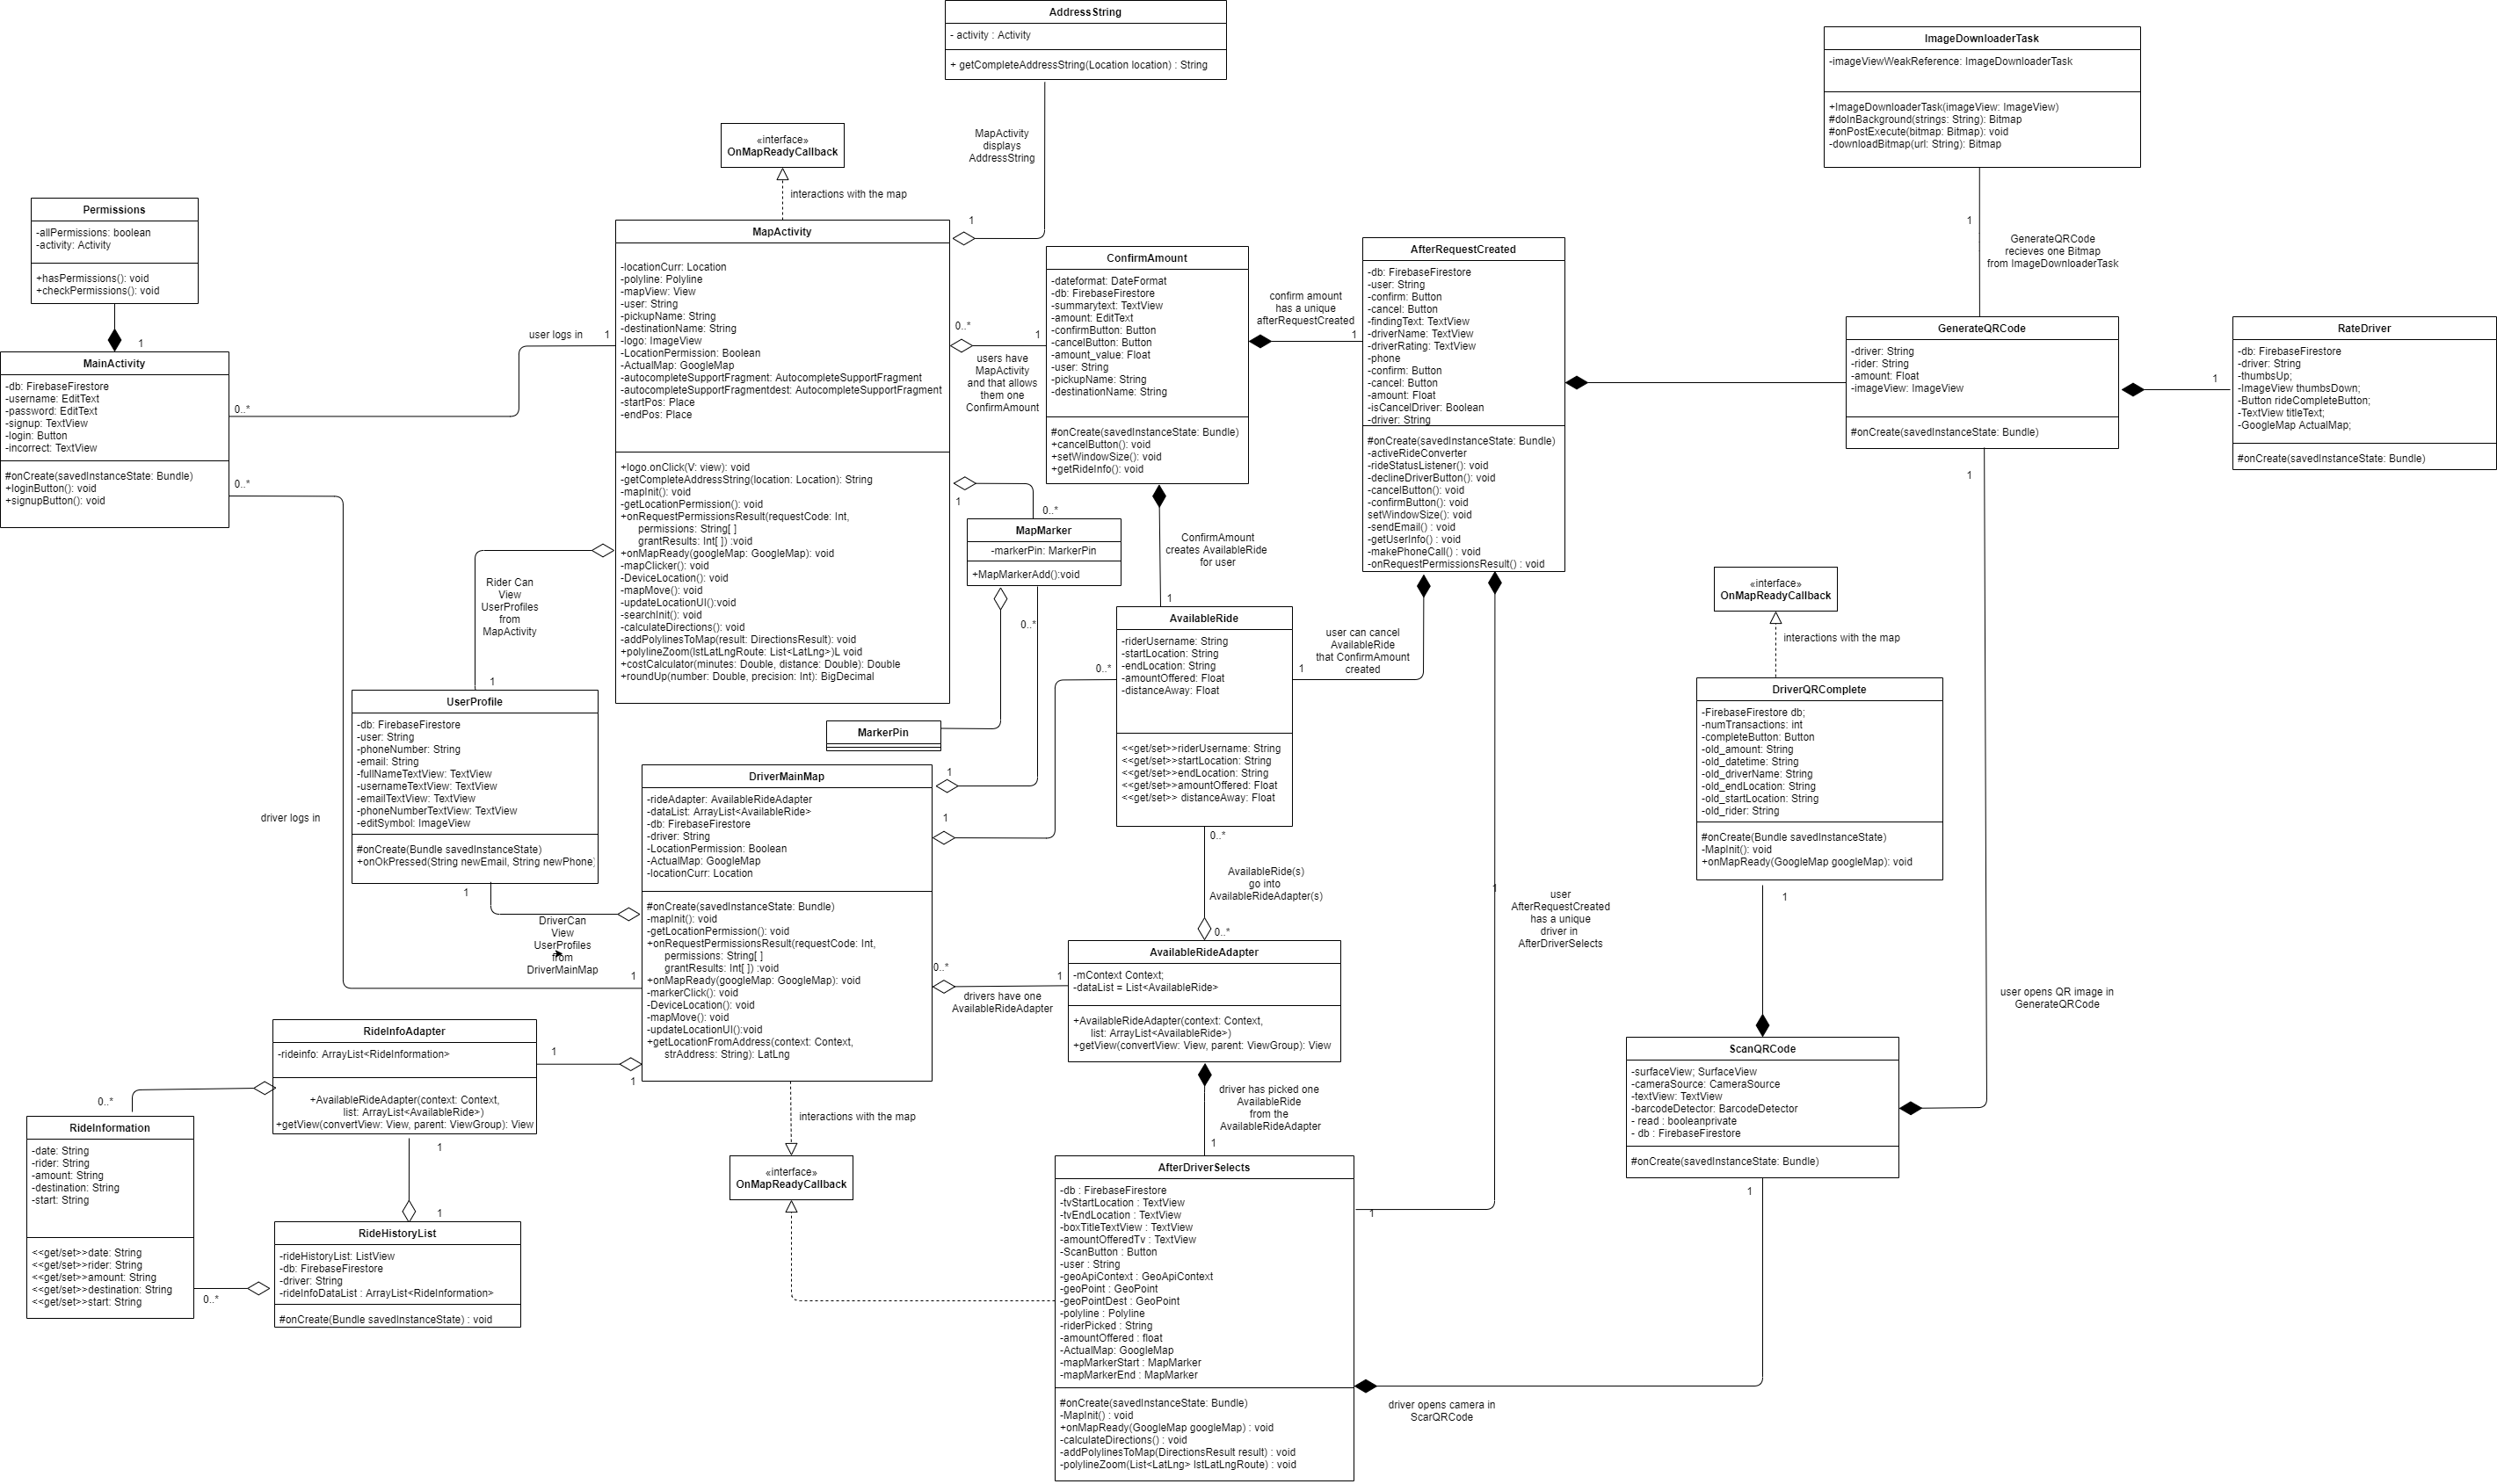 AddressString
- activity : Activity
+ getCompleteAddressString(Location location) : String
ImageDownloaderTask
-imageViewWeakReference: ImageDownloaderTask
+ImageDownloaderTask(imageView: ImageView)
#doInBackground(strings: String): Bitmap
#onPostExecute(bitmap: Bitmap): void
-downloadBitmap(url: String): Bitmap
MapActivity
displays
AddressString
«interface»
OnMapReadyCallback
interactions with the map
Permissions
-allPermissions: boolean
-activity: Activity
+hasPermissions(): void
+checkPermissions(): void
1
MainActivity
-db: FirebaseFirestore
-username: EditText
-password: EditText
-signup: TextView
-login: Button
-incorrect: TextView
#onCreate(savedInstanceState: Bundle)
+loginButton(): void
+signupButton(): void
0..*
0..*
user logs in
1
driver logs in
MapActivity
-locationCurr: Location
-polyline: Polyline
-mapView: View
-user: String
-pickupName: String
-destinationName: String
-logo: ImageView
-LocationPermission: Boolean
-ActualMap: GoogleMap
-autocompleteSupportFragment: AutocompleteSupportFragment
-autocompleteSupportFragmentdest: AutocompleteSupportFragment
-startPos: Place
-endPos: Place
+logo.onClick(V: view): void
-getCompleteAddressString(location: Location): String
-mapInit(): void
-getLocationPermission(): void
+onRequestPermissionsResult(requestCode: Int,
permissions: String[ ]
grantResults: Int[ ]) :void
+onMapReady(googleMap: GoogleMap): void
-mapClicker(): void
-DeviceLocation(): void
-mapMove(): void
-updateLocationUI():void
-searchInit(): void
-calculateDirections(): void
-addPolylinesToMap(result: DirectionsResult): void
+polylineZoom(lstLatLngRoute: List<LatLng>)L void
+costCalculator(minutes: Double, distance: Double): Double
+roundUp(number: Double, precision: Int): BigDecimal
1
0..*
1
users have
MapActivity
and that allows
them one
ConfirmAmount
1
0..*
ConfirmAmount
-dateformat: DateFormat
-db: FirebaseFirestore
-summarytext: TextView
-amount: EditText
-confirmButton: Button
-cancelButton: Button
-amount_value: Float
-user: String
-pickupName: String
-destinationName: String
#onCreate(savedInstanceState: Bundle)
+cancelButton(): void
+setWindowSize(): void
+getRideInfo(): void
confirm amount
has a unique
afterRequestCreated
1
AfterRequestCreated
-db: FirebaseFirestore
-user: String
-confirm: Button
-cancel: Button
-findingText: TextView
-driverName: TextView
-driverRating: TextView
-phone
-confirm: Button
-cancel: Button
-amount: Float
-isCancelDriver: Boolean
-driver: String
#onCreate(savedInstanceState: Bundle)
-activeRideConverter
-rideStatusListener(): void
-declineDriverButton(): void
-cancelButton(): void
-confirmButton(): void
setWindowSize(): void
-sendEmail() : void
-getUserInfo() : void
-makePhoneCall() : void
-onRequestPermissionsResult() : void
1
GenerateQRCode
recieves one Bitmap
from ImageDownloaderTask
GenerateQRCode
-driver: String
-rider: String
-amount: Float
-imageView: ImageView
#onCreate(savedInstanceState: Bundle)
1
1
RateDriver
-db: FirebaseFirestore
-driver: String
-thumbsUp;
-ImageView thumbsDown;
-Button rideCompleteButton;
-TextView titleText;
-GoogleMap ActualMap;
#onCreate(savedInstanceState: Bundle)
MapMarker
-markerPin: MarkerPin
+MapMarkerAdd():void
0..*
MarkerPin
ConfirmAmount
creates AvailableRide
for user
1
AvailableRide
-riderUsername: String
-startLocation: String
-endLocation: String
-amountOffered: Float
-distanceAway: Float
<<get/set>>riderUsername: String
<<get/set>>startLocation: String
<<get/set>>endLocation: String
<<get/set>>amountOffered: Float
<<get/set>> distanceAway: Float
0..*
1
user can cancel
AvailableRide
that ConfirmAmount
created
0..*
AvailableRide(s)
go into
AvailableRideAdapter(s)
0..*
Rider Can
View
UserProfiles
from
MapActivity
1
UserProfile
-db: FirebaseFirestore
-user: String
-phoneNumber: String
-email: String
-fullNameTextView: TextView
-usernameTextView: TextView
-emailTextView: TextView
-phoneNumberTextView: TextView
-editSymbol: ImageView
#onCreate(Bundle savedInstanceState)
+onOkPressed(String newEmail, String newPhone)
1
DriverCan
View
UserProfiles
from
DriverMainMap
DriverMainMap
-rideAdapter: AvailableRideAdapter
-dataList: ArrayList<AvailableRide>
-db: FirebaseFirestore
-driver: String
-LocationPermission: Boolean
-ActualMap: GoogleMap
-locationCurr: Location
#onCreate(savedInstanceState: Bundle)
-mapInit(): void
-getLocationPermission(): void
+onRequestPermissionsResult(requestCode: Int,
permissions: String[ ]
grantResults: Int[ ]) :void
+onMapReady(googleMap: GoogleMap): void
-markerClick(): void
-DeviceLocation(): void
-mapMove(): void
-updateLocationUI():void
+getLocationFromAddress(context: Context,
strAddress: String): LatLng
1
1
0..*
1
1
1
1
drivers have one
AvailableRideAdapter
AvailableRideAdapter
-mContext Context;
-dataList = List<AvailableRide>
+AvailableRideAdapter(context: Context,
list: ArrayList<AvailableRide>)
+getView(convertView: View, parent: ViewGroup): View
driver has picked one
AvailableRide
from the
AvailableRideAdapter
1
«interface»
OnMapReadyCallback
interactions with the map
DriverQRComplete
-FirebaseFirestore db;
-numTransactions: int
-completeButton: Button
-old_amount: String
-old_datetime: String
-old_driverName: String
-old_endLocation: String
-old_startLocation: String
-old_rider: String
#onCreate(Bundle savedInstanceState)
-MapInit(): void
+onMapReady(GoogleMap googleMap): void
1
1
user
AfterRequestCreated
has a unique
driver in
AfterDriverSelects
1
user opens QR image in
GenerateQRCode
ScanQRCode
-surfaceView; SurfaceView
-cameraSource: CameraSource
-textView: TextView
-barcodeDetector: BarcodeDetector
- read : booleanprivate
- db : FirebaseFirestore
#onCreate(savedInstanceState: Bundle)
1
RideInfoAdapter
-rideinfo: ArrayList<RideInformation>
+AvailableRideAdapter(context: Context,
list: ArrayList<AvailableRide>)
+getView(convertView: View, parent: ViewGroup): View
0..*
1
1
RideInformation
-date: String
-rider: String
-amount: String
-destination: String
-start: String
<<get/set>>date: String
<<get/set>>rider: String
<<get/set>>amount: String
<<get/set>>destination: String
<<get/set>>start: String
0..*
RideHistoryList
-rideHistoryList: ListView
-db: FirebaseFirestore
-driver: String
-rideInfoDataList : ArrayList<RideInformation>
#onCreate(Bundle savedInstanceState) : void
interactions with the map
«interface»
OnMapReadyCallback
AfterDriverSelects
-db : FirebaseFirestore
-tvStartLocation : TextView
-tvEndLocation : TextView
-boxTitleTextView : TextView
-amountOfferedTv : TextView
-ScanButton : Button
-user : String
-geoApiContext : GeoApiContext
-geoPoint : GeoPoint
-geoPointDest : GeoPoint
-polyline : Polyline
-riderPicked : String
-amountOffered : float
-ActualMap: GoogleMap
-mapMarkerStart : MapMarker
-mapMarkerEnd : MapMarker
#onCreate(savedInstanceState: Bundle)
-MapInit() : void
+onMapReady(GoogleMap googleMap) : void
-calculateDirections() : void
-addPolylinesToMap(DirectionsResult result) : void
-polylineZoom(List<LatLng> lstLatLngRoute) : void
driver opens camera in
ScarQRCode